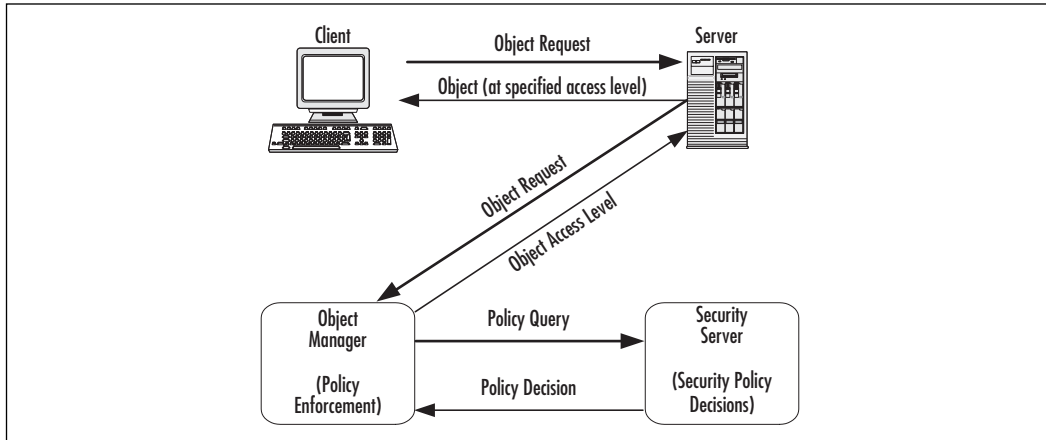 Client
Object Request
Server
Object (at specified access level)
Object Request
Object Access Level
Object
Manager
(Policy
Enforcement)
Policy Query
Policy Decision
Security
Server
(Security Policy
Decisions)